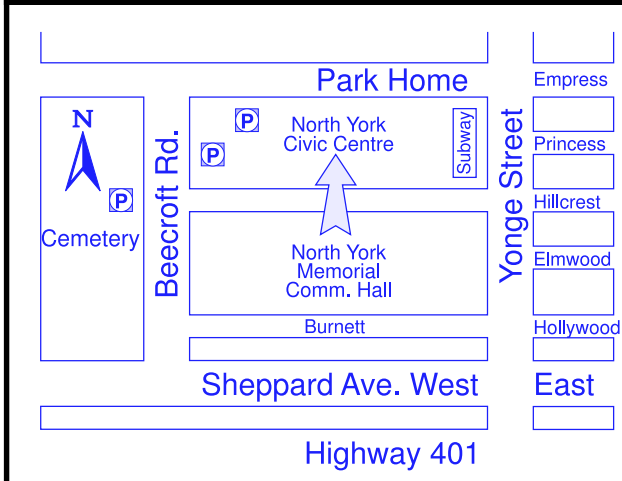 Park Home
Empress
N
P
P
North York
Civic Centre
Subway
Princess
Beecroft Rd.
Yonge Street
P
Hillcrest
Cemetery
North York
Memorial
Comm. Hall
Elmwood
Burnett
Hollywood
Sheppard Ave. West
East
Highway 401